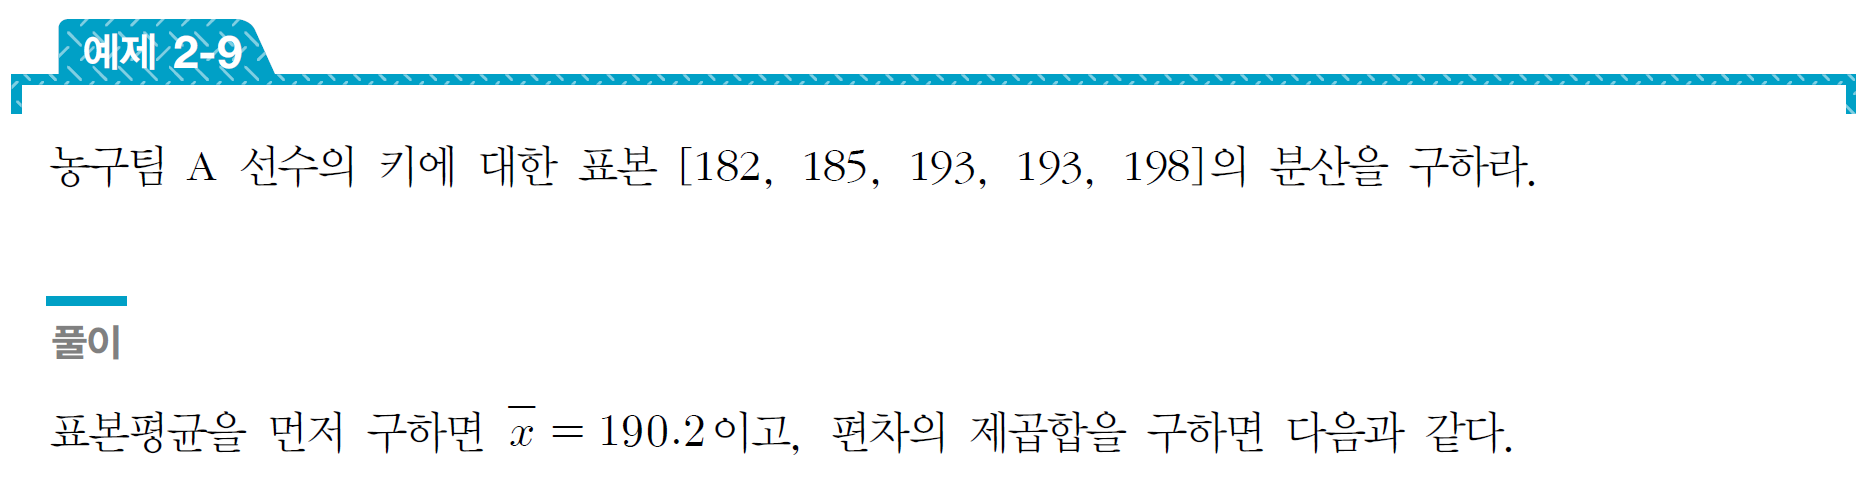 예제 2-9
농구팀 A 선수의 키에 대한 표본 [182, 185, 193, 193, 198]의 분산을 구하라.
풀이
표본평균을 먼저 구하면 x̅ = 190.2이고, 편차의 제곱합을 구하면 다음과 같다.